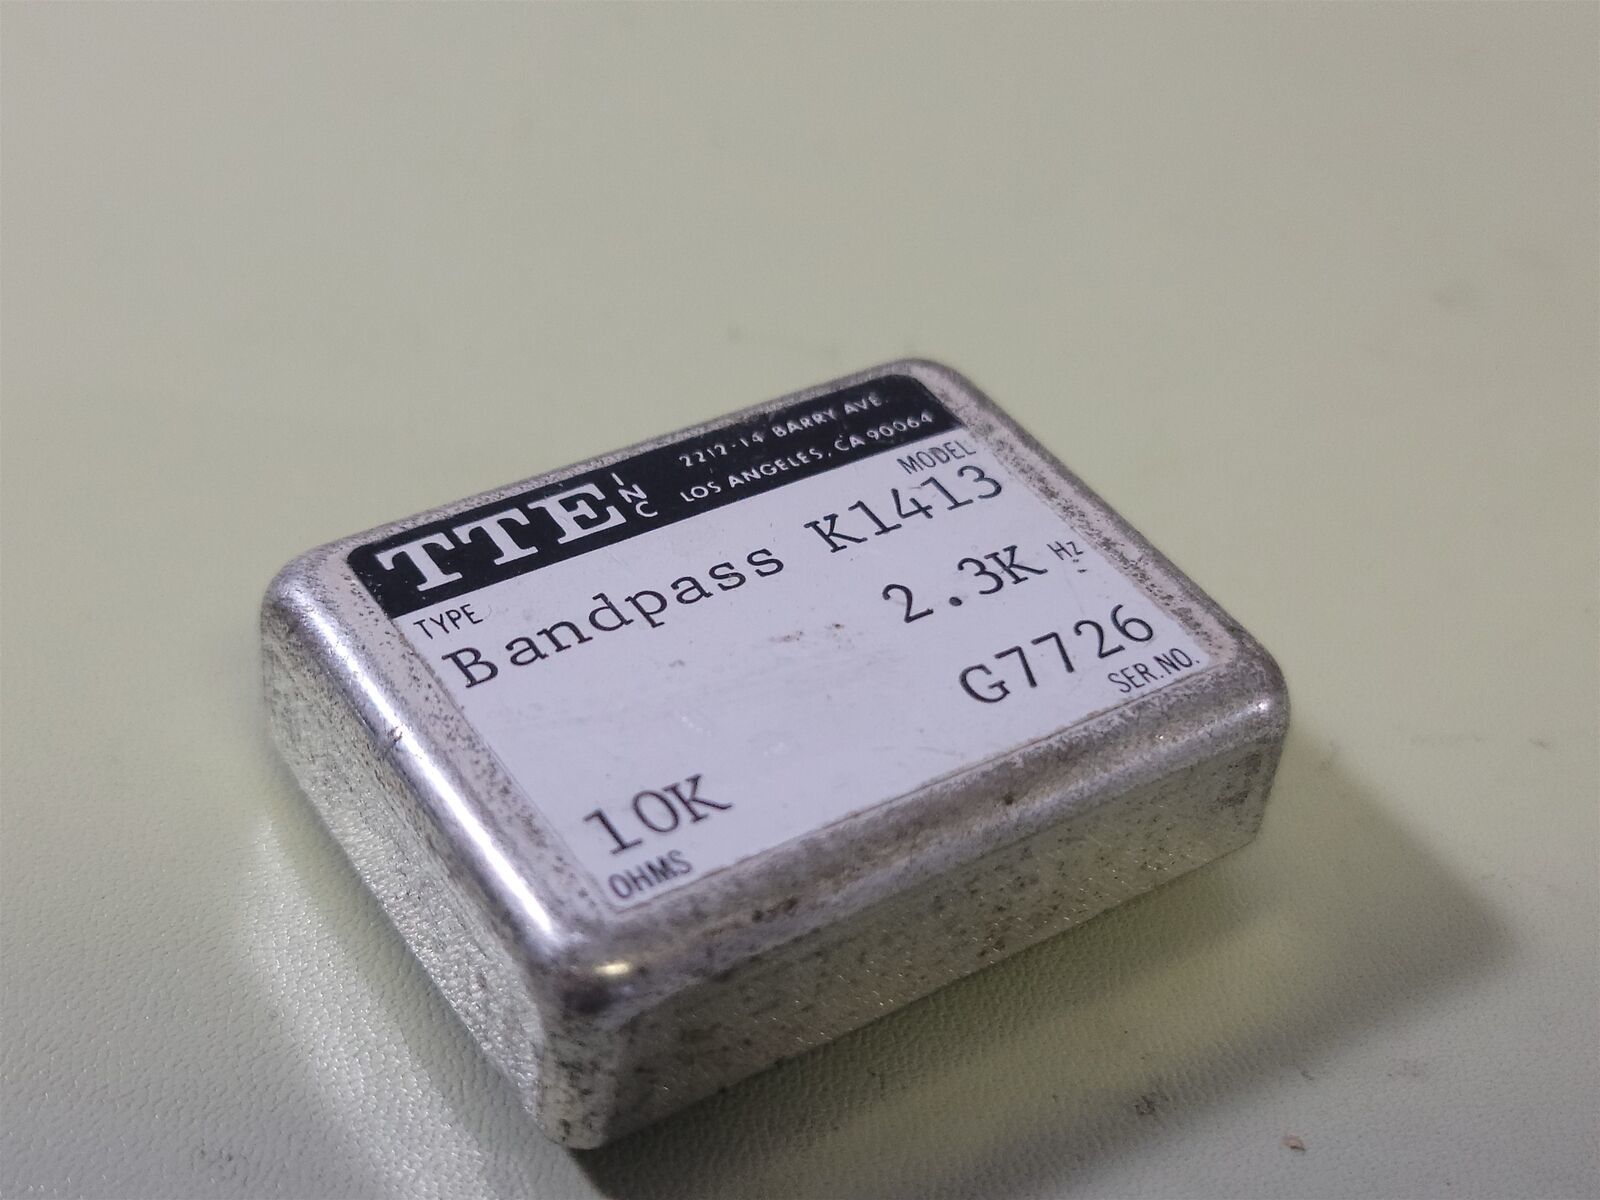 TTE INC
2212-14 BARRY AVE.
LOS ANGELES, CA 90064
TYPE MODEL
Bandpass K1413
2.3K Hz
G7726
SER.NO.
10K
OHMS